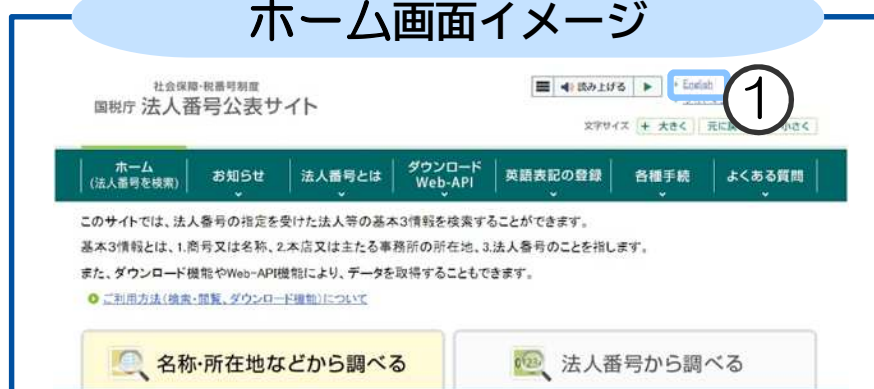 ホーム画面イメージ
社会保障・税番号制度
国税庁 法人番号公表サイト
読み上げる
English
①
文字サイズ + 大きく 元に戻 小さく
ホーム
(法人番号を検索)
お知らせ
法人番号とは
ダウンロード
Web-API
英語表記の登録
各種手続
よくある質問
このサイトでは、法人番号の指定を受けた法人等の基本3情報を検索することができます。
基本3情報とは、1.商号又は名称、2.本店又は主たる事務所の所在地、3.法人番号のことを指します。
また、ダウンロード機能やWeb-API機能により、データを取得することもできます。
ご利用方法(検索・閲覧、ダウンロード機能)について
名称・所在地などから調べる
0123 法人番号から調べる